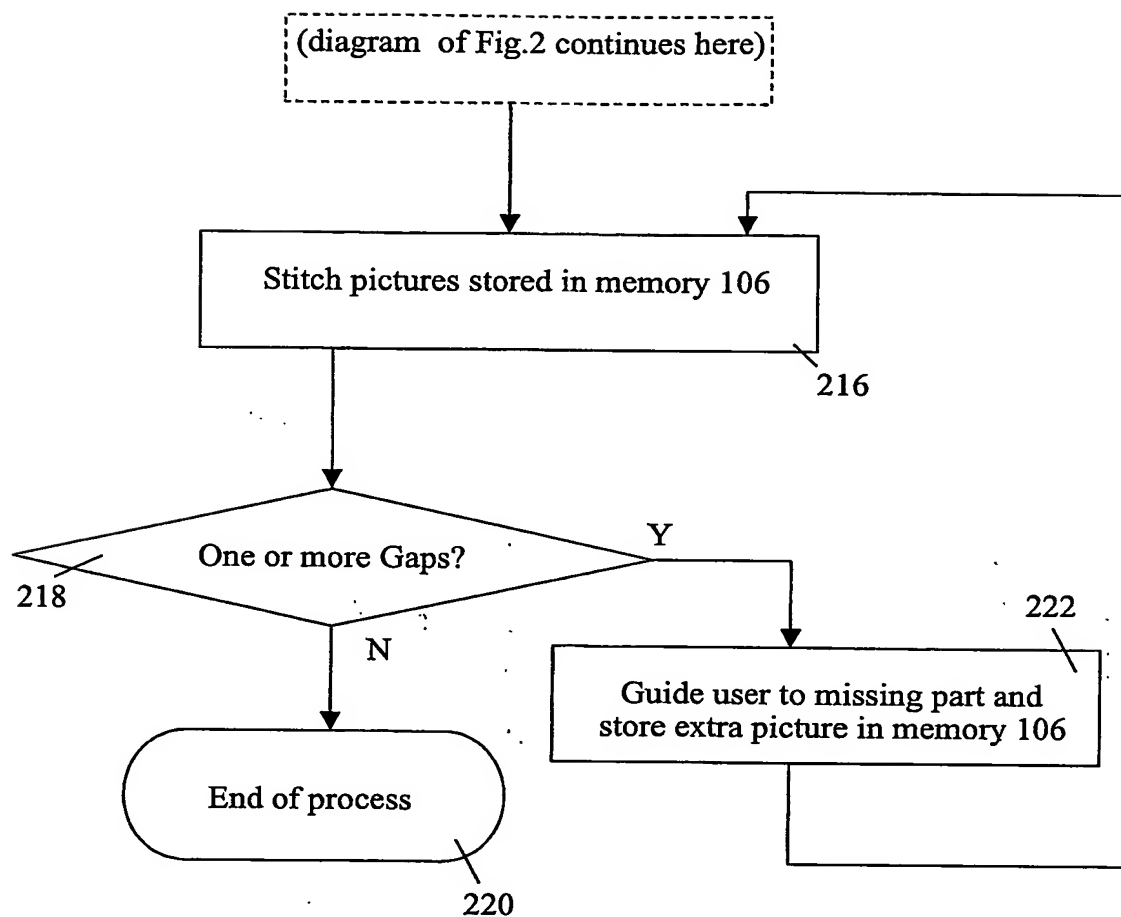 (diagram of Fig.2 continues here)
Stitch pictures stored in memory 106
216
One or more Gaps?
Y
218
N
222
Guide user to missing part and
store extra picture in memory 106
End of process
220